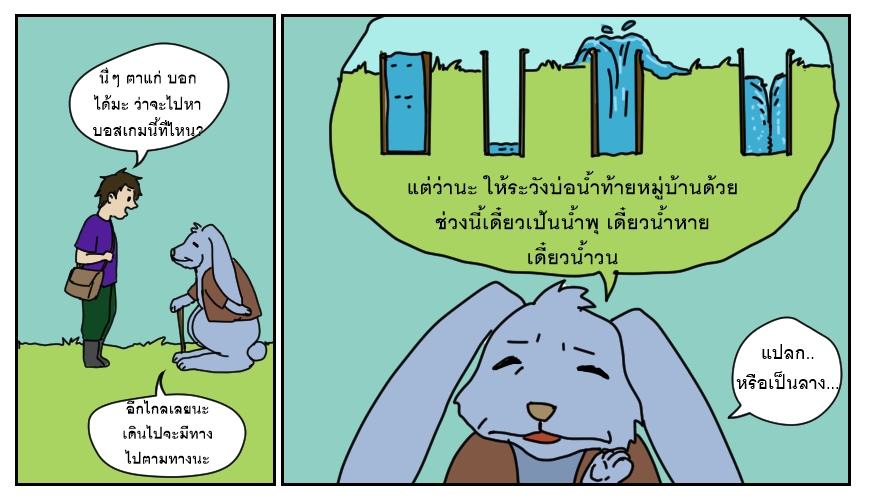 นี่ๆ ตาแก่ บอก
ได้มะ ว่าจะไปหา
บอสเกมนี้ที่ไหน?
อีกไกลเลยนะ
เดินไปจะมีทาง
ไปตามทางนะ
แต่ว่านะ ให้ระวังบ่อน้ำท้ายหมู่บ้านด้วย
ช่วงนี้เดี๋ยวเป้นน้ำพุ เดี๋ยวน้ำหาย
เดี๋ยวน้ำวน
แปลก..
หรือเป็นลาง...